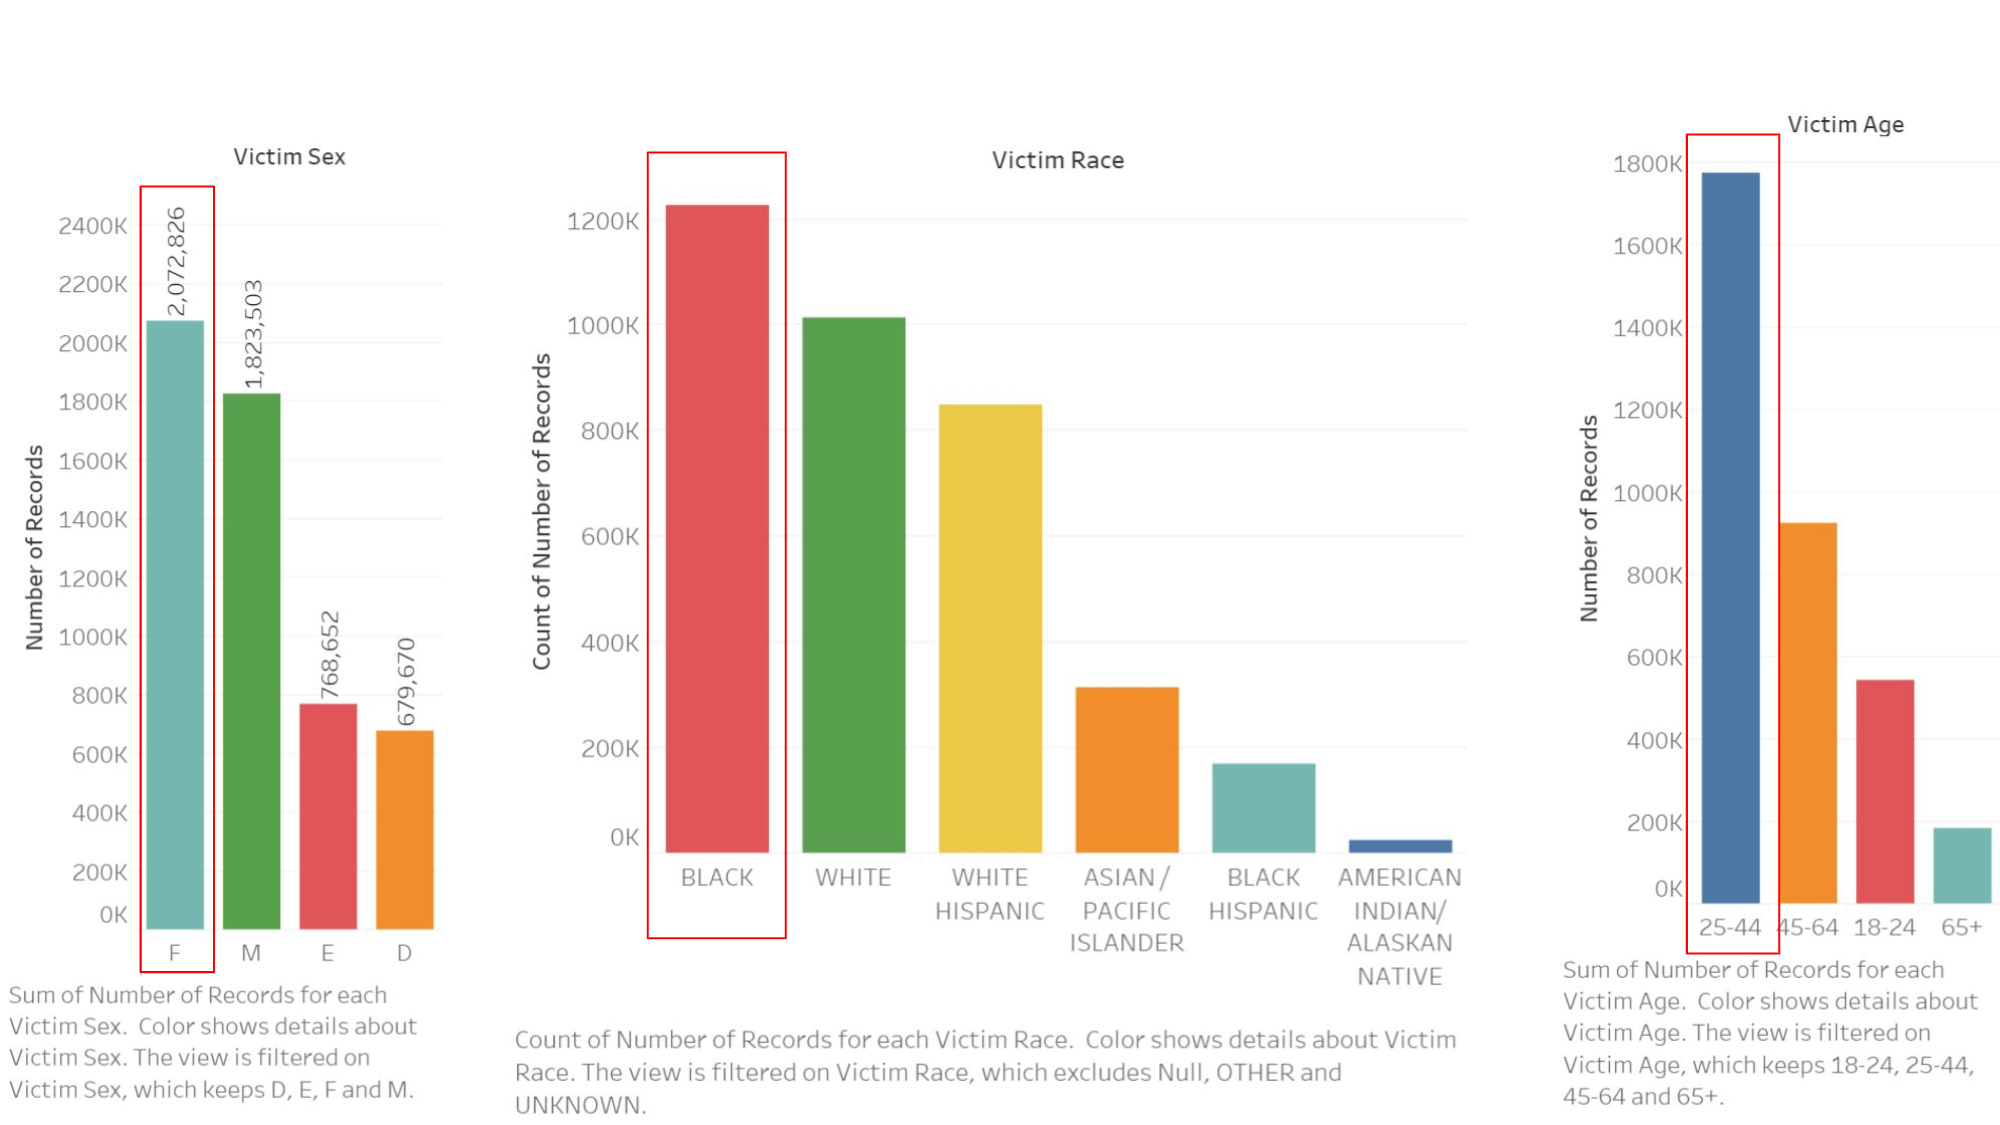 Victim Sex
2400K
2200K
2000K
1800K
1600K
1400K
1200K
1000K
800K
600K
400K
200K
0K
Number of Records
2,072,826
1,823,503
768,652
679,670
F M E D
Sum of Number of Records for each
Victim Sex. Color shows details about
Victim Sex. The view is filtered on
Victim Sex, which keeps D, E, F and M.
Victim Race
1200K
1000K
800K
600K
400K
200K
0K
Count of Number of Records
BLACK
WHITE
WHITE
HISPANIC
ASIAN /
PACIFIC
ISLANDER
BLACK
HISPANIC
AMERICAN
INDIAN/
ALASKAN
NATIVE
Count of Number of Records for each Victim Race. Color shows details about Victim
Race. The view is filtered on Victim Race, which excludes Null, OTHER and
UNKNOWN.
Victim Age
1800K
1600K
1400K
1200K
1000K
800K
600K
400K
200K
0K
Number of Records
25-44 45-64 18-24 65+
Sum of Number of Records for each
Victim Age. Color shows details about
Victim Age. The view is filtered on
Victim Age, which keeps 18-24, 25-44,
45-64 and 65+.